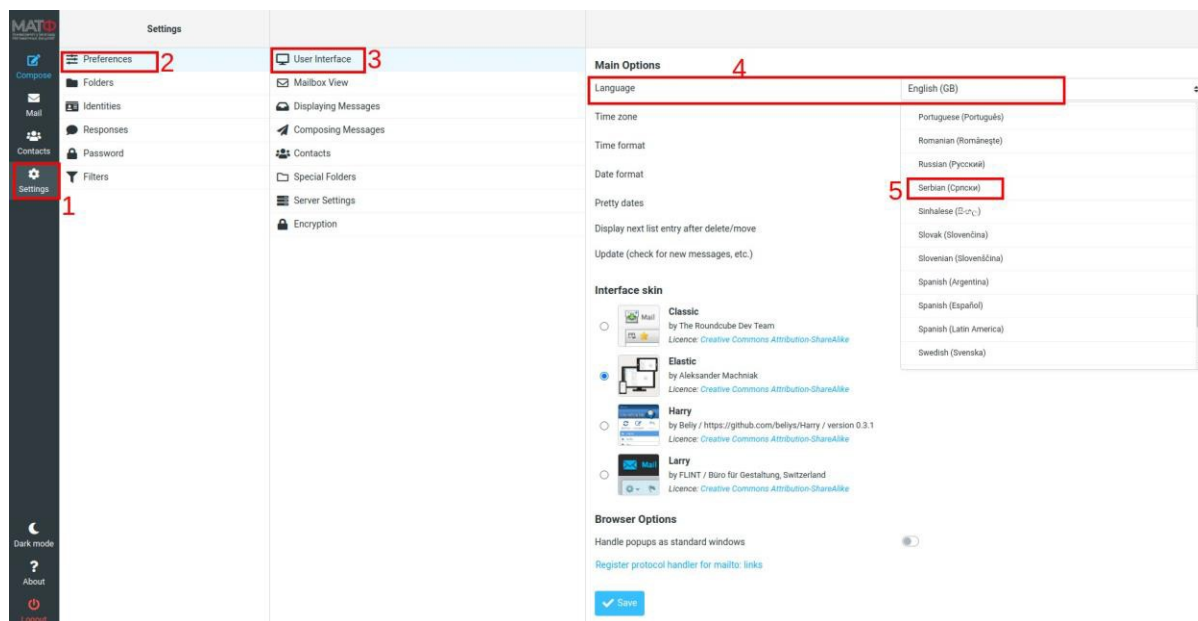 МАТФ
Settings
Compose
Mail
Contacts
Settings
1
Preferences
2
Folders
Identities
Responses
Password
Filters
User Interface
3
Mailbox View
Displaying Messages
Composing Messages
Contacts
Special Folders
Server Settings
Encryption
Main Options
4
Language
English (GB)
Time zone
Time format
Date format
Pretty dates
Display next list entry after delete/move
Update (check for new messages, etc.)
Portuguese (Português)
Romanian (Româneşte)
Russian (Русский)
5
Serbian (Српски)
Sinhalese
Slovak (Slovenčina)
Slovenian (Slovenščina)
Spanish (Argentina)
Spanish (Español)
Spanish (Latin America)
Swedish (Svenska)
Interface skin
Mail
Classic
by The Roundcube Dev Team
Licence: Creative Commons Attribution-ShareAlike
Elastic
by Aleksander Machniak
Licence: Creative Commons Attribution-ShareAlike
Harry
by Beliy / https://github.com/beliys/Harry / version 0.3.1
Licence: Creative Commons Attribution-ShareAlike
Mail
Larry
by FLINT / Büro für Gestaltung, Switzerland
Licence: Creative Commons Attribution-ShareAlike
Browser Options
Handle popups as standard windows
Register protocol handler for mailto: links
Save
Dark mode
?
About
Logout